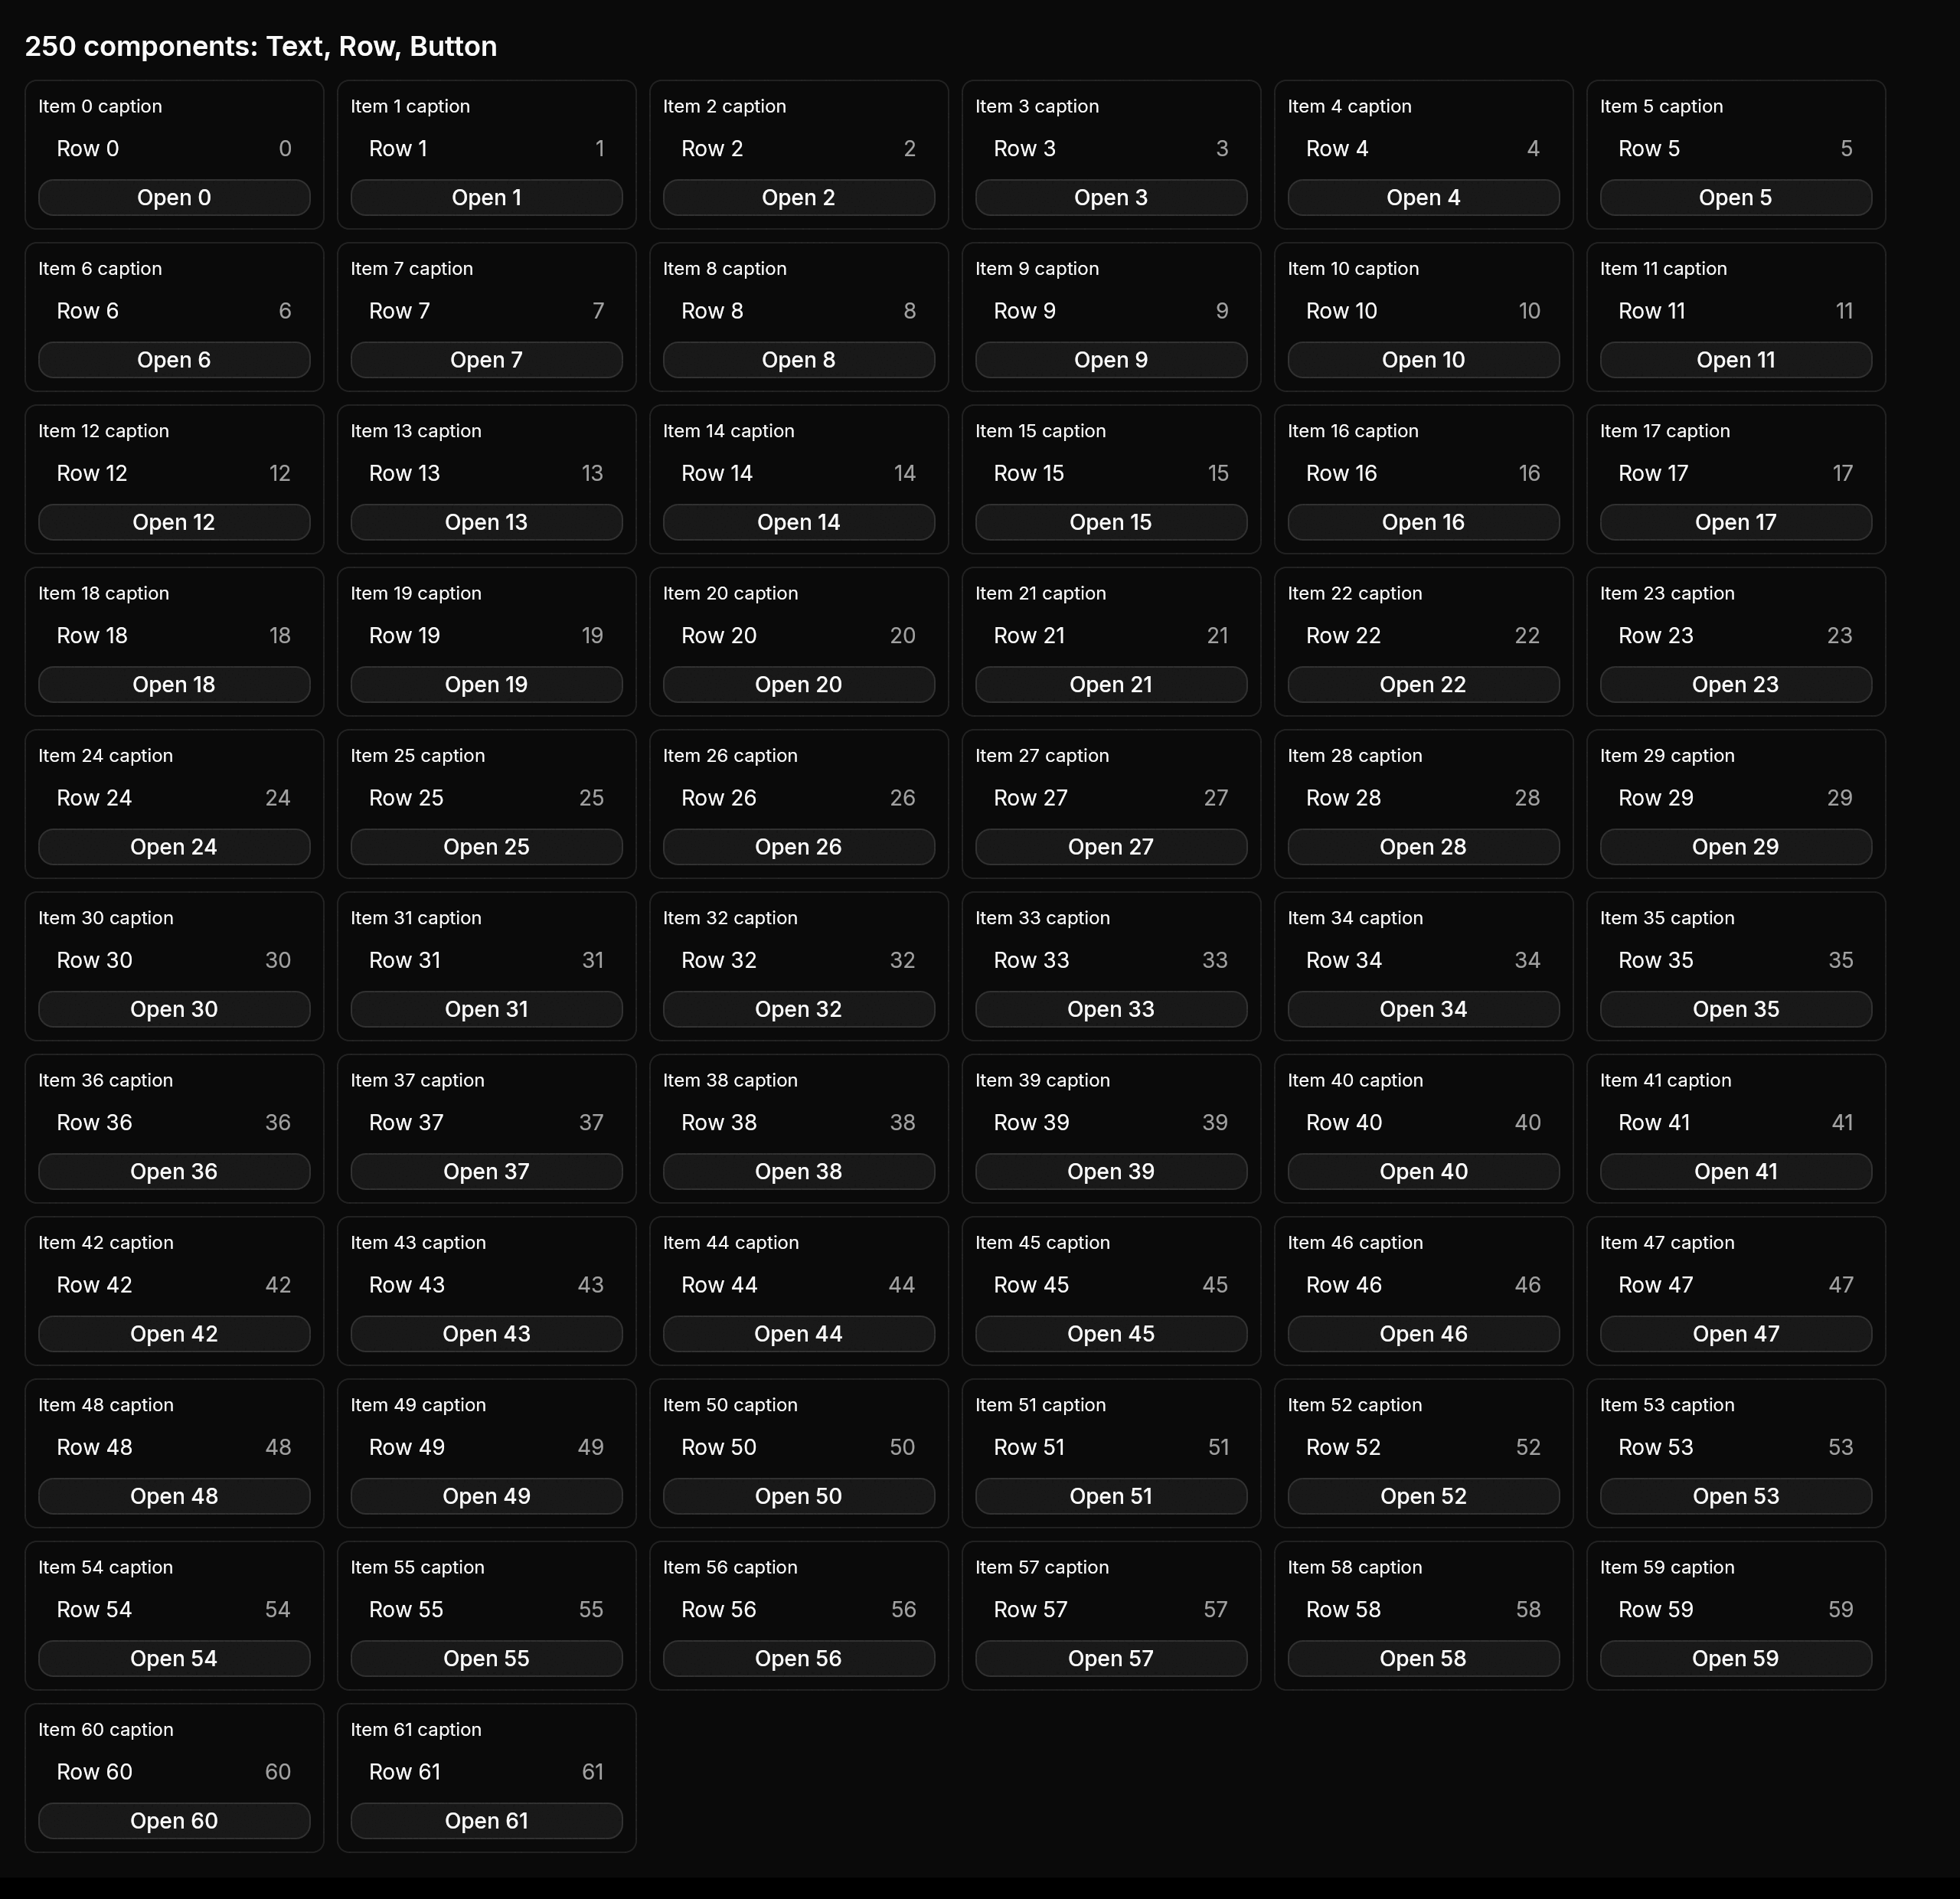 250 components: Text, Row, Button
Item 0 caption
Row 0 0
Open 0
Item 1 caption
Row 1 1
Open 1
Item 2 caption
Row 2 2
Open 2
Item 3 caption
Row 3 3
Open 3
Item 4 caption
Row 4 4
Open 4
Item 5 caption
Row 5 5
Open 5
Item 6 caption
Row 6 6
Open 6
Item 7 caption
Row 7 7
Open 7
Item 8 caption
Row 8 8
Open 8
Item 9 caption
Row 9 9
Open 9
Item 10 caption
Row 10 10
Open 10
Item 11 caption
Row 11 11
Open 11
Item 12 caption
Row 12 12
Open 12
Item 13 caption
Row 13 13
Open 13
Item 14 caption
Row 14 14
Open 14
Item 15 caption
Row 15 15
Open 15
Item 16 caption
Row 16 16
Open 16
Item 17 caption
Row 17 17
Open 17
Item 18 caption
Row 18 18
Open 18
Item 19 caption
Row 19 19
Open 19
Item 20 caption
Row 20 20
Open 20
Item 21 caption
Row 21 21
Open 21
Item 22 caption
Row 22 22
Open 22
Item 23 caption
Row 23 23
Open 23
Item 24 caption
Row 24 24
Open 24
Item 25 caption
Row 25 25
Open 25
Item 26 caption
Row 26 26
Open 26
Item 27 caption
Row 27 27
Open 27
Item 28 caption
Row 28 28
Open 28
Item 29 caption
Row 29 29
Open 29
Item 30 caption
Row 30 30
Open 30
Item 31 caption
Row 31 31
Open 31
Item 32 caption
Row 32 32
Open 32
Item 33 caption
Row 33 33
Open 33
Item 34 caption
Row 34 34
Open 34
Item 35 caption
Row 35 35
Open 35
Item 36 caption
Row 36 36
Open 36
Item 37 caption
Row 37 37
Open 37
Item 38 caption
Row 38 38
Open 38
Item 39 caption
Row 39 39
Open 39
Item 40 caption
Row 40 40
Open 40
Item 41 caption
Row 41 41
Open 41
Item 42 caption
Row 42 42
Open 42
Item 43 caption
Row 43 43
Open 43
Item 44 caption
Row 44 44
Open 44
Item 45 caption
Row 45 45
Open 45
Item 46 caption
Row 46 46
Open 46
Item 47 caption
Row 47 47
Open 47
Item 48 caption
Row 48 48
Open 48
Item 49 caption
Row 49 49
Open 49
Item 50 caption
Row 50 50
Open 50
Item 51 caption
Row 51 51
Open 51
Item 52 caption
Row 52 52
Open 52
Item 53 caption
Row 53 53
Open 53
Item 54 caption
Row 54 54
Open 54
Item 55 caption
Row 55 55
Open 55
Item 56 caption
Row 56 56
Open 56
Item 57 caption
Row 57 57
Open 57
Item 58 caption
Row 58 58
Open 58
Item 59 caption
Row 59 59
Open 59
Item 60 caption
Row 60 60
Open 60
Item 61 caption
Row 61 61
Open 61